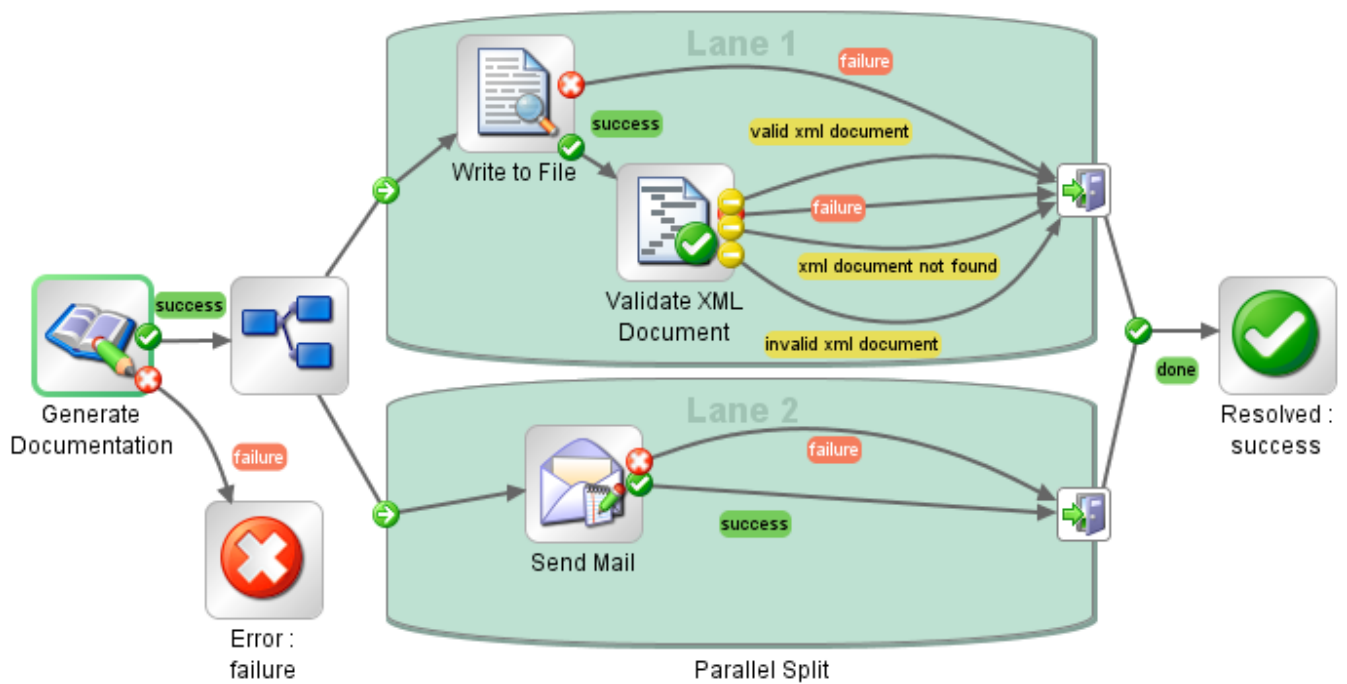 Lane 1
failure
success
valid xml document
Write to File
failure
xml document not found
Validate XML
Document
invalid xml document
success
done
Generate
Documentation
Resolved :
success
Lane 2
failure
failure
success
Send Mail
Error :
failure
Parallel Split